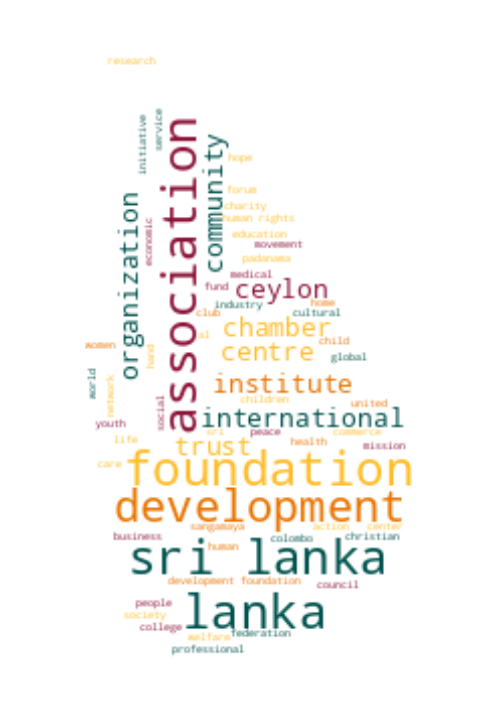 research
initiative
service
association
community
hope
organization
forum
charity
human rights
economic
education
movement
padanama
medical
fund
ceylon
industry
home
club
cultural
chamber
al
child
women
hand
centre
global
world
network
institute
children
united
social
international
youth
sri
peace
commerce
life
trust
health
mission
care
foundation
development
sangamaya
action
center
business
colombo
christian
human
sri lanka
development foundation
council
people
lanka
society
college
welfare
federation
professional